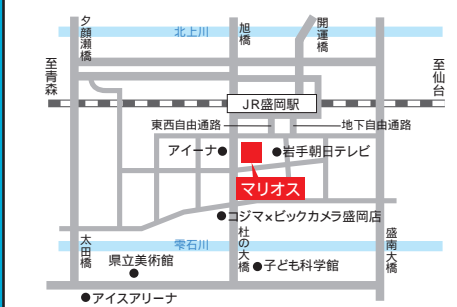 夕顔瀬橋
北上川
旭橋
開運橋
至青森
至仙台
JR盛岡駅
東西自由通路
地下自由通路
アイーナ
岩手朝日テレビ
マリオス
コジマ×ビックカメラ盛岡店
太田橋
雫石川
杜の大橋
盛南大橋
県立美術館
子ども科学館
アイスアリーナ